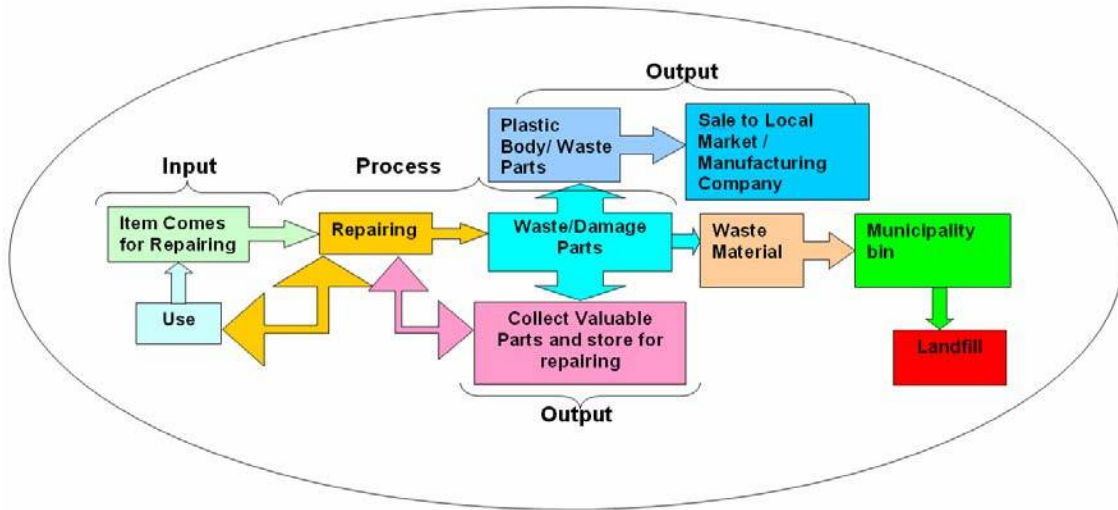 Output
Plastic
Body/ Waste
Parts
Sale to Local
Market /
Manufacturing
Company
Input
Process
Item Comes
for Repairing
Repairing
Waste/Damage
Parts
Waste
Material
Municipality
bin
Use
Collect Valuable
Parts and store for
repairing
Landfill
Output